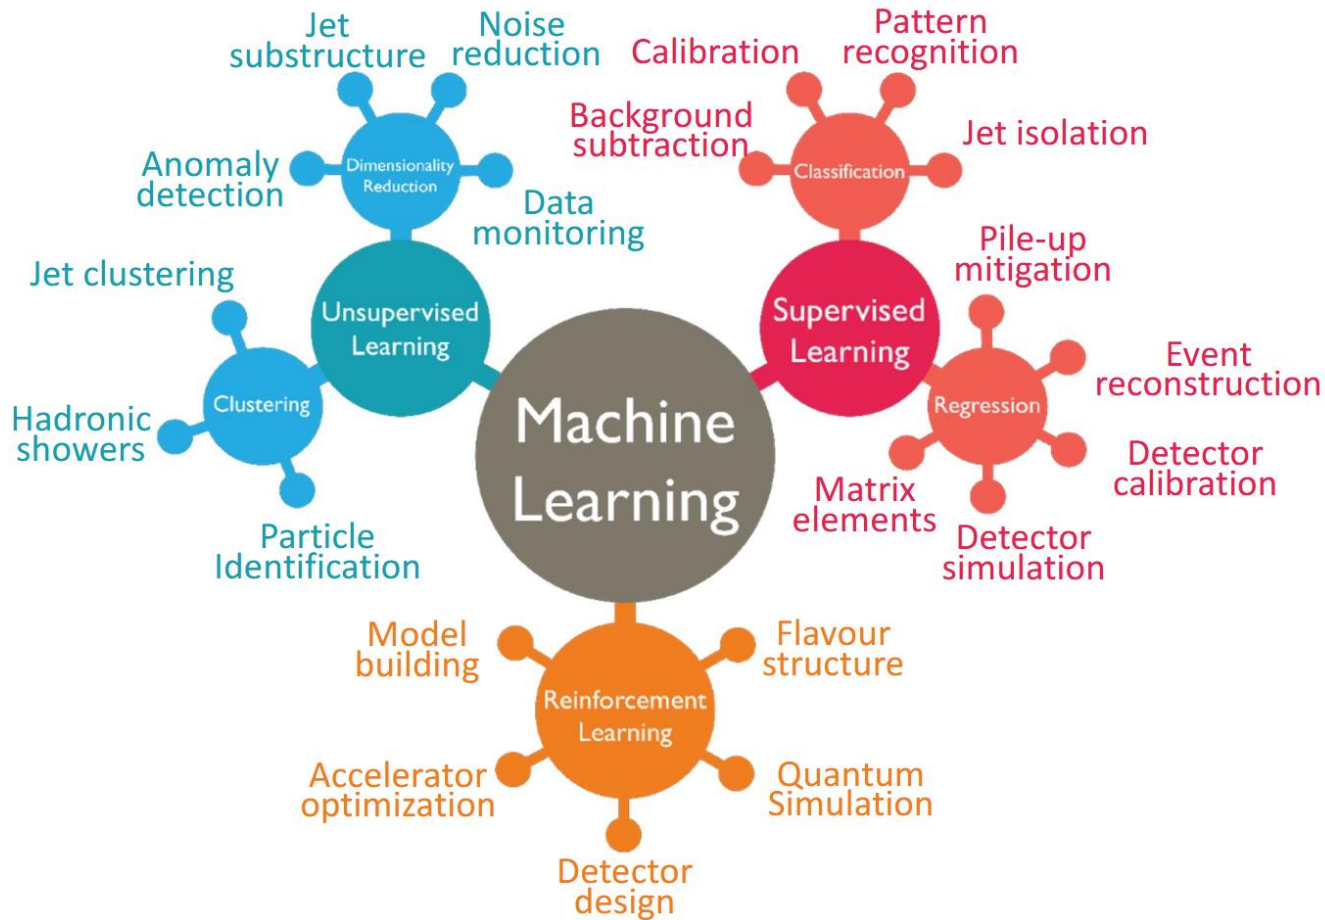 Jet
substructure
Noise
reduction
Anomaly
detection
Dimensionality
Reduction
Data
monitoring
Jet clustering
Unsupervised
Learning
Clustering
Hadronic
showers
Particle
Identification
Calibration
Pattern
recognition
Background
subtraction
Classification
Jet isolation
Pile-up
mitigation
Supervised
Learning
Event
reconstruction
Regression
Detector
calibration
Matrix
elements
Detector
simulation
Machine
Learning
Model
building
Flavour
structure
Reinforcement
Learning
Accelerator
optimization
Quantum
Simulation
Detector
design